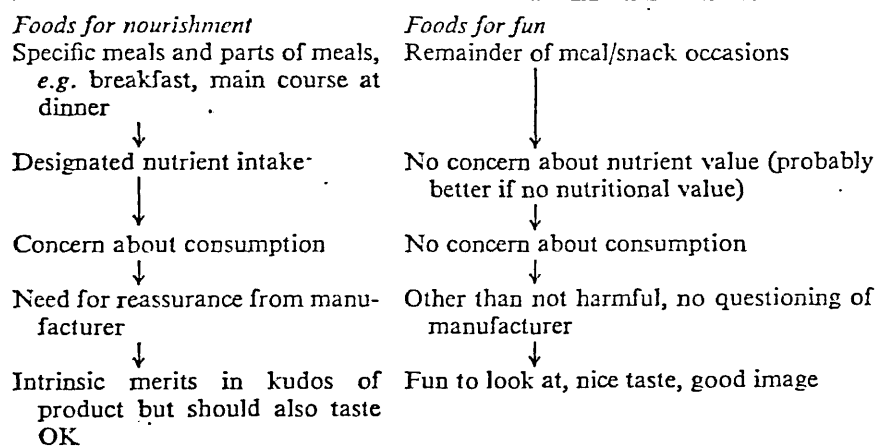 Foods for nourishment
Specific meals and parts of meals,
e.g. breakfast, main course at
dinner
Designated nutrient intake
Concern about consumption
Need for reassurance from manu-
facturer
Intrinsic merits in kudos of
product but should also taste
OK
Foods for fun
Remainder of meal/snack occasions
No concern about nutrient value (probably
better if no nutritional value)
No concern about consumption
Other than not harmful, no questioning of
manufacturer
Fun to look at, nice taste, good image